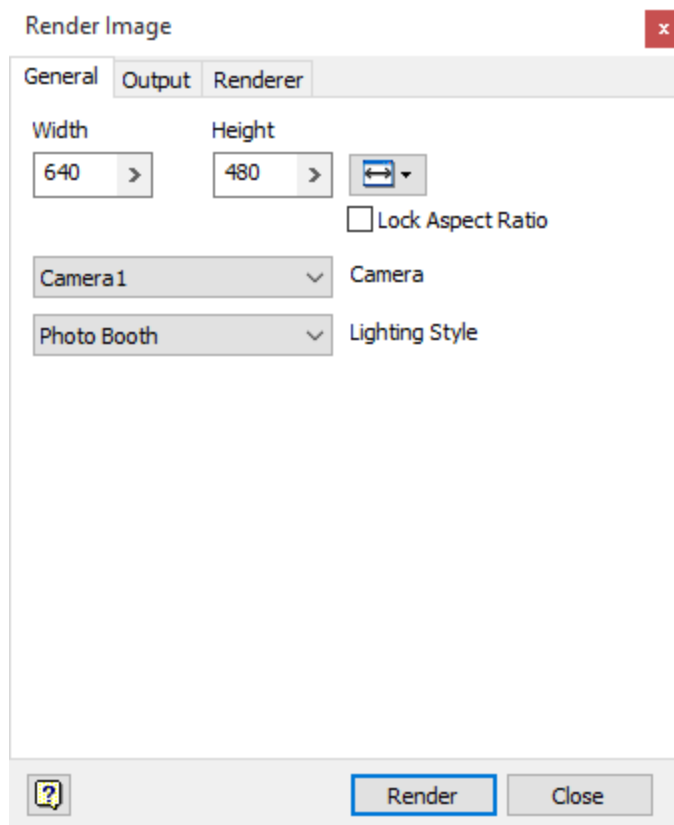 Render Image
x
General Output Renderer
Width Height
640 > 480 >
Lock Aspect Ratio
Camera1 Camera
Photo Booth Lighting Style
? Render Close